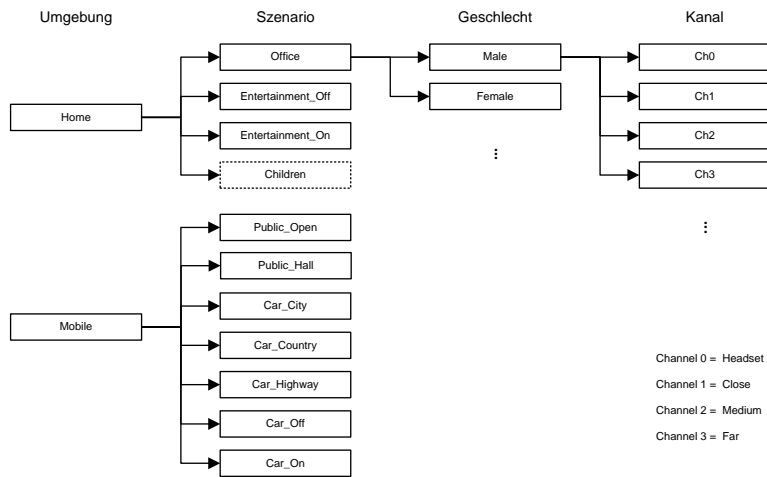 Umgebung Szenario Geschlecht Kanal
Office Male Ch0
Entertainment_Off Female Ch1
Home
Entertainment_On Ch2
...
Children Ch3
Public_Open
...
Public_Hall
Car_City
Mobile
Car_Country
Channel 0 = Headset
Car_Highway
Channel 1 = Close
Channel 2 = Medium
Car_Off
Channel 3 = Far
Car_On